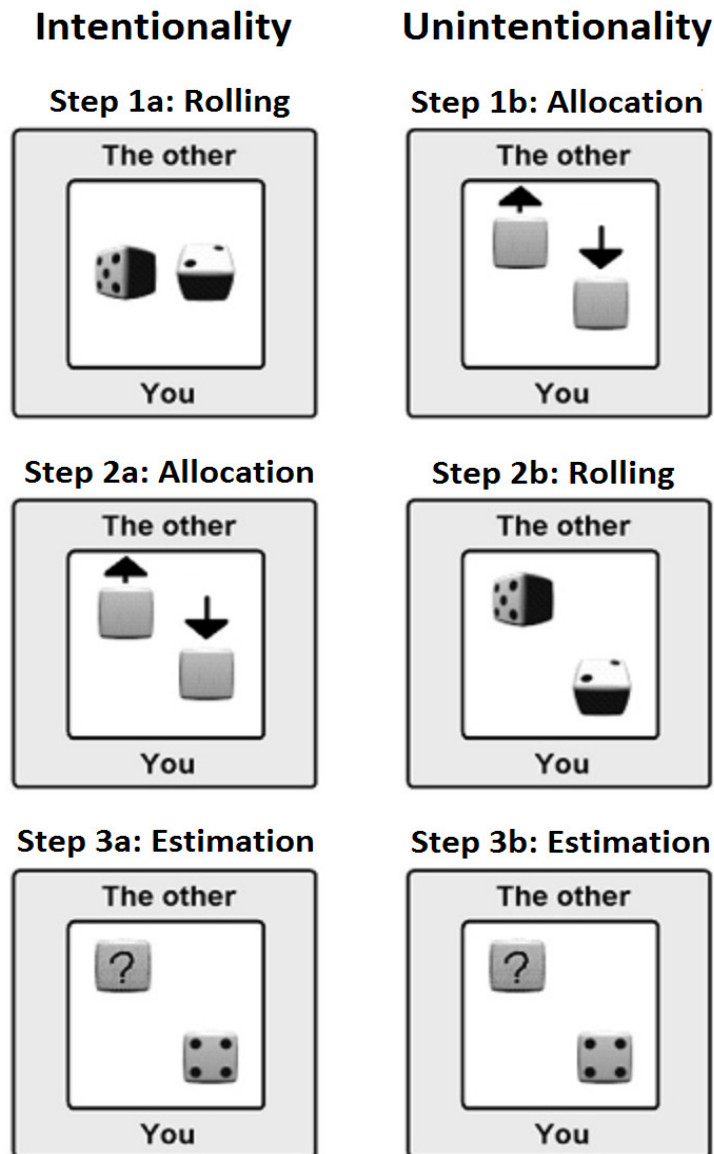 Intentionality Unintentionality
Step 1a: Rolling Step 1b: Allocation
The other The other
You You
Step 2a: Allocation Step 2b: Rolling
The other The other
You You
Step 3a: Estimation Step 3b: Estimation
The other The other
? ?
You You